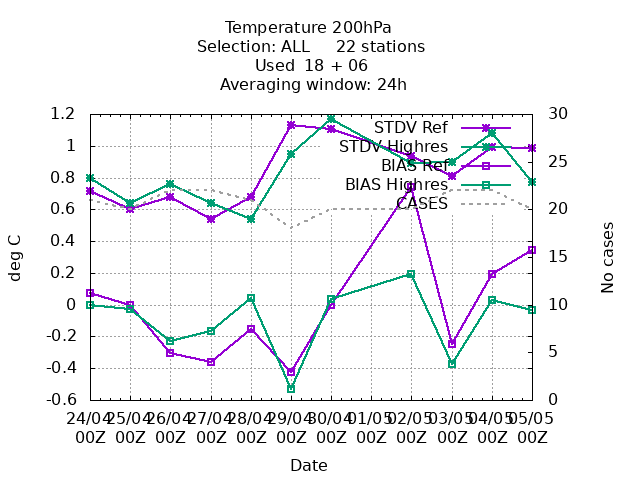 Temperature 200hPa
Selection: ALL 22 stations
Used 18 + 06
Averaging window: 24h
1.2
1
0.8
0.6
0.4
0.2
0
-0.2
-0.4
-0.6
deg C
30
25
20
15
10
5
0
No cases
STDV Ref
STDV Highres
BIAS Ref
BIAS Highres
CASES
24/04 25/04 26/04 27/04 28/04 29/04 30/04 01/05 02/05 03/05 04/05 05/05
00Z 00Z 00Z 00Z 00Z 00Z 00Z 00Z 00Z 00Z 00Z 00Z
Date